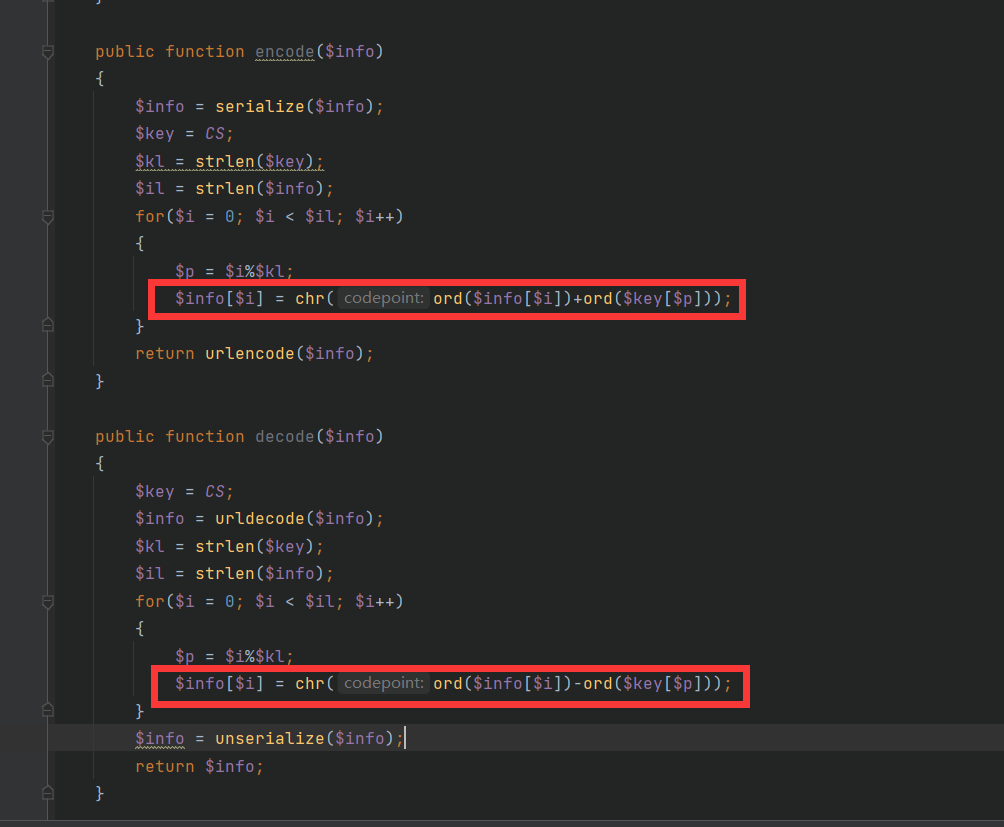 }
public function encode($info)
{
$info = serialize($info);
$key = CS;
$kl = strlen($key);
$il = strlen($info);
for($i = 0; $i < $il; $i++)
{
$p = $i%$kl;
$info[$i] = chr( codepoint: ord($info[$i])+ord($key[$p]));
}
return urlencode($info);
}
public function decode($info)
{
$key = CS;
$info = urldecode($info);
$kl = strlen($key);
$il = strlen($info);
for($i = 0; $i < $il; $i++)
{
$p = $i%$kl;
$info[$i] = chr( codepoint: ord($info[$i])-ord($key[$p]));
}
$info = unserialize($info);
return $info;
}